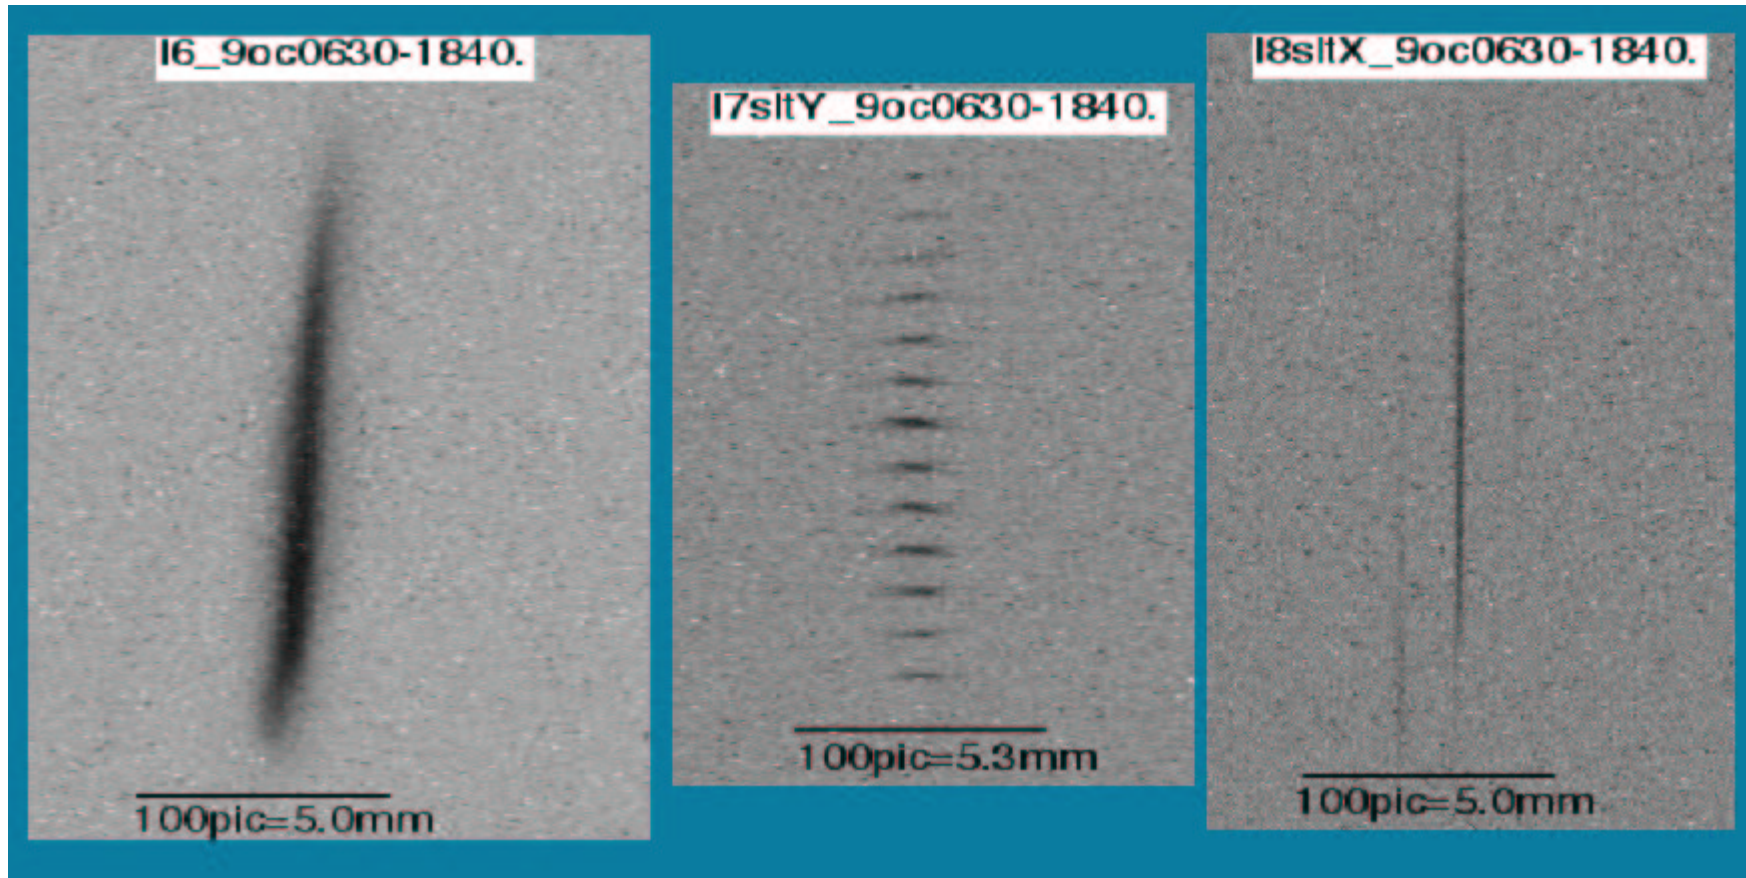 I6_9oc0630-1840.
100pic=5.0mm
I7sltY_9oc0630-1840.
100pic=5.3mm
I8sltX_9oc0630-1840.
100pic=5.0mm